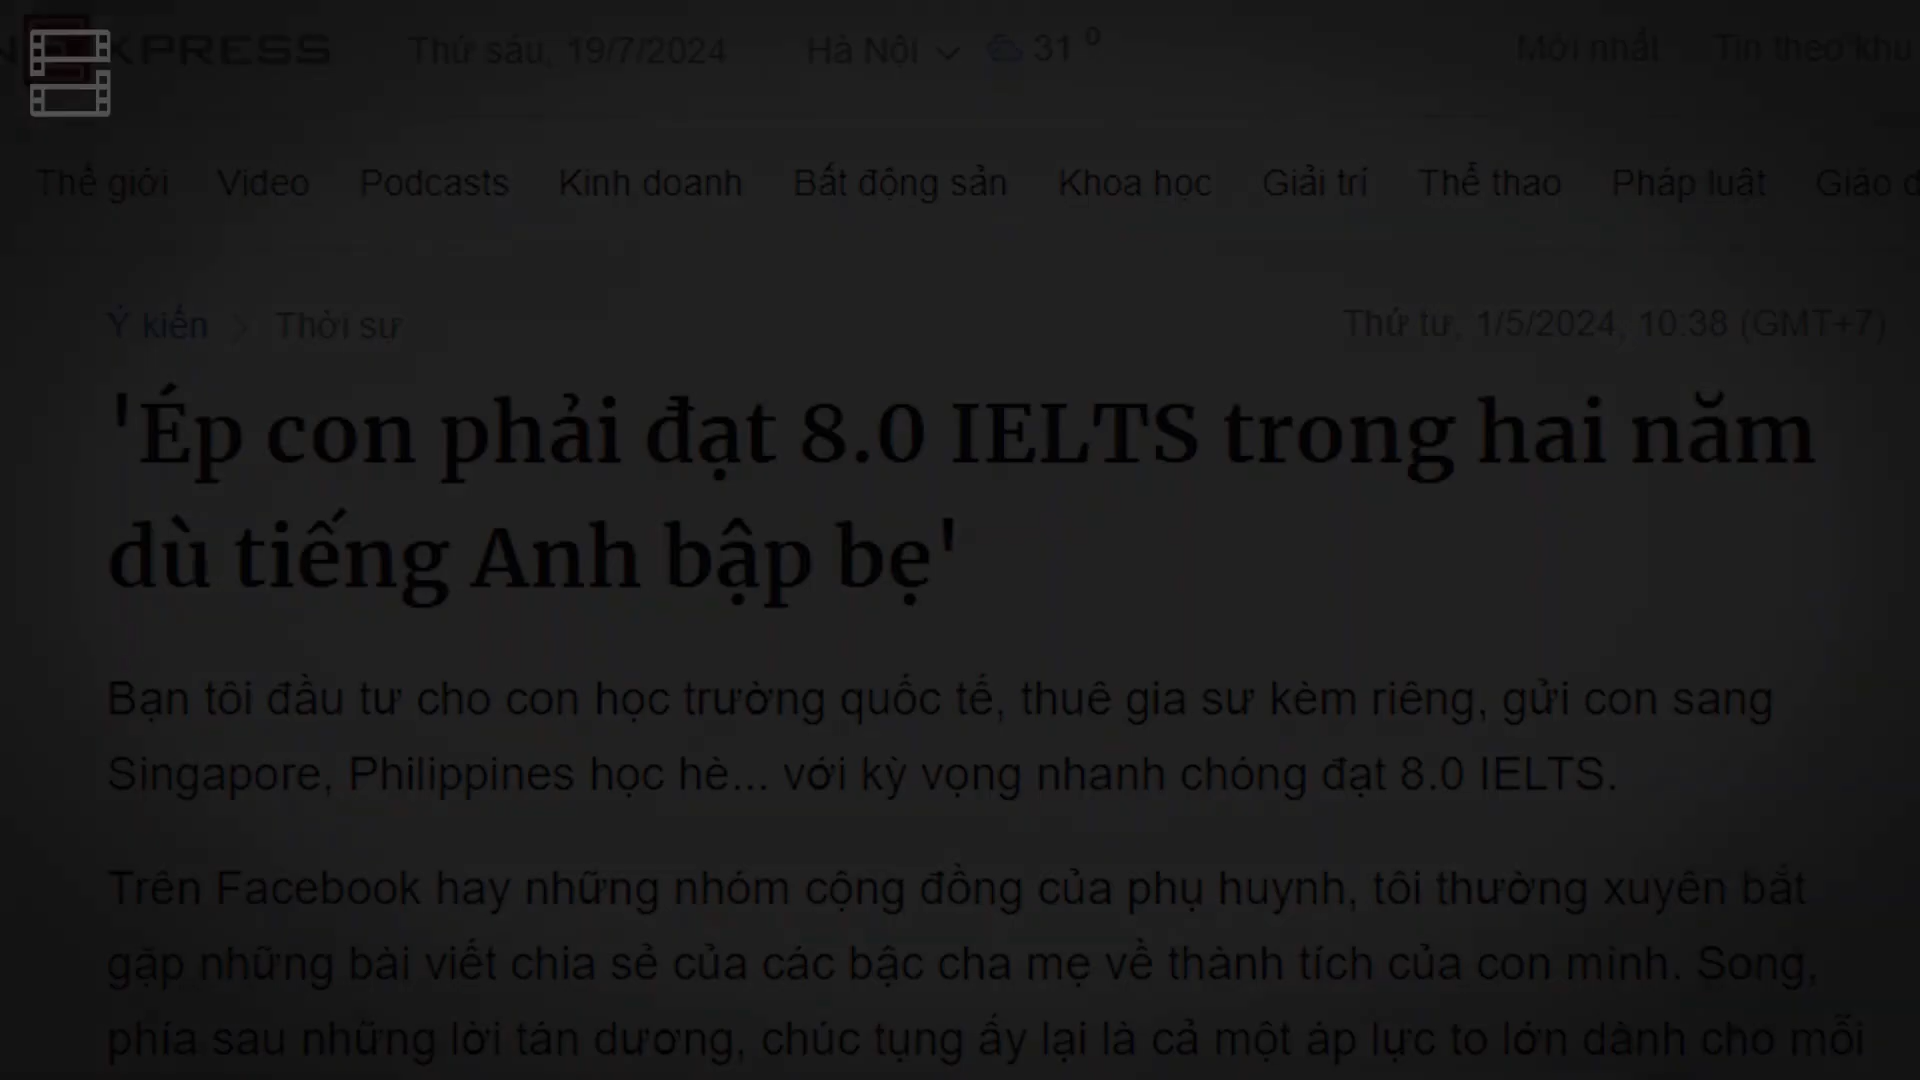 XPRESS Thứ sáu, 19/7/2024 Hà Nội 31 0 Mới nhất Tin theo khu
Thế giới Video Podcasts Kinh doanh Bất động sản Khoa học Giải trí Thể thao Pháp luật Giáo d
Ý kiến Thời sự Thứ tư, 1/5/2024, 10:38 (GMT+7)
'Ép con phải đạt 8.0 IELTS trong hai năm
dù tiếng Anh bập bẹ'
Bạn tôi đầu tư cho con học trường quốc tế, thuê gia sư kèm riêng, gửi con sang
Singapore, Philippines học hè... với kỳ vọng nhanh chóng đạt 8.0 IELTS.
Trên Facebook hay những nhóm cộng đồng của phụ huynh, tôi thường xuyên bắt
gặp những bài viết chia sẻ của các bậc cha mẹ về thành tích của con mình. Song,
phía sau những lời tán dương, chúc tụng ấy lại là cả một áp lực to lớn dành cho mỗi